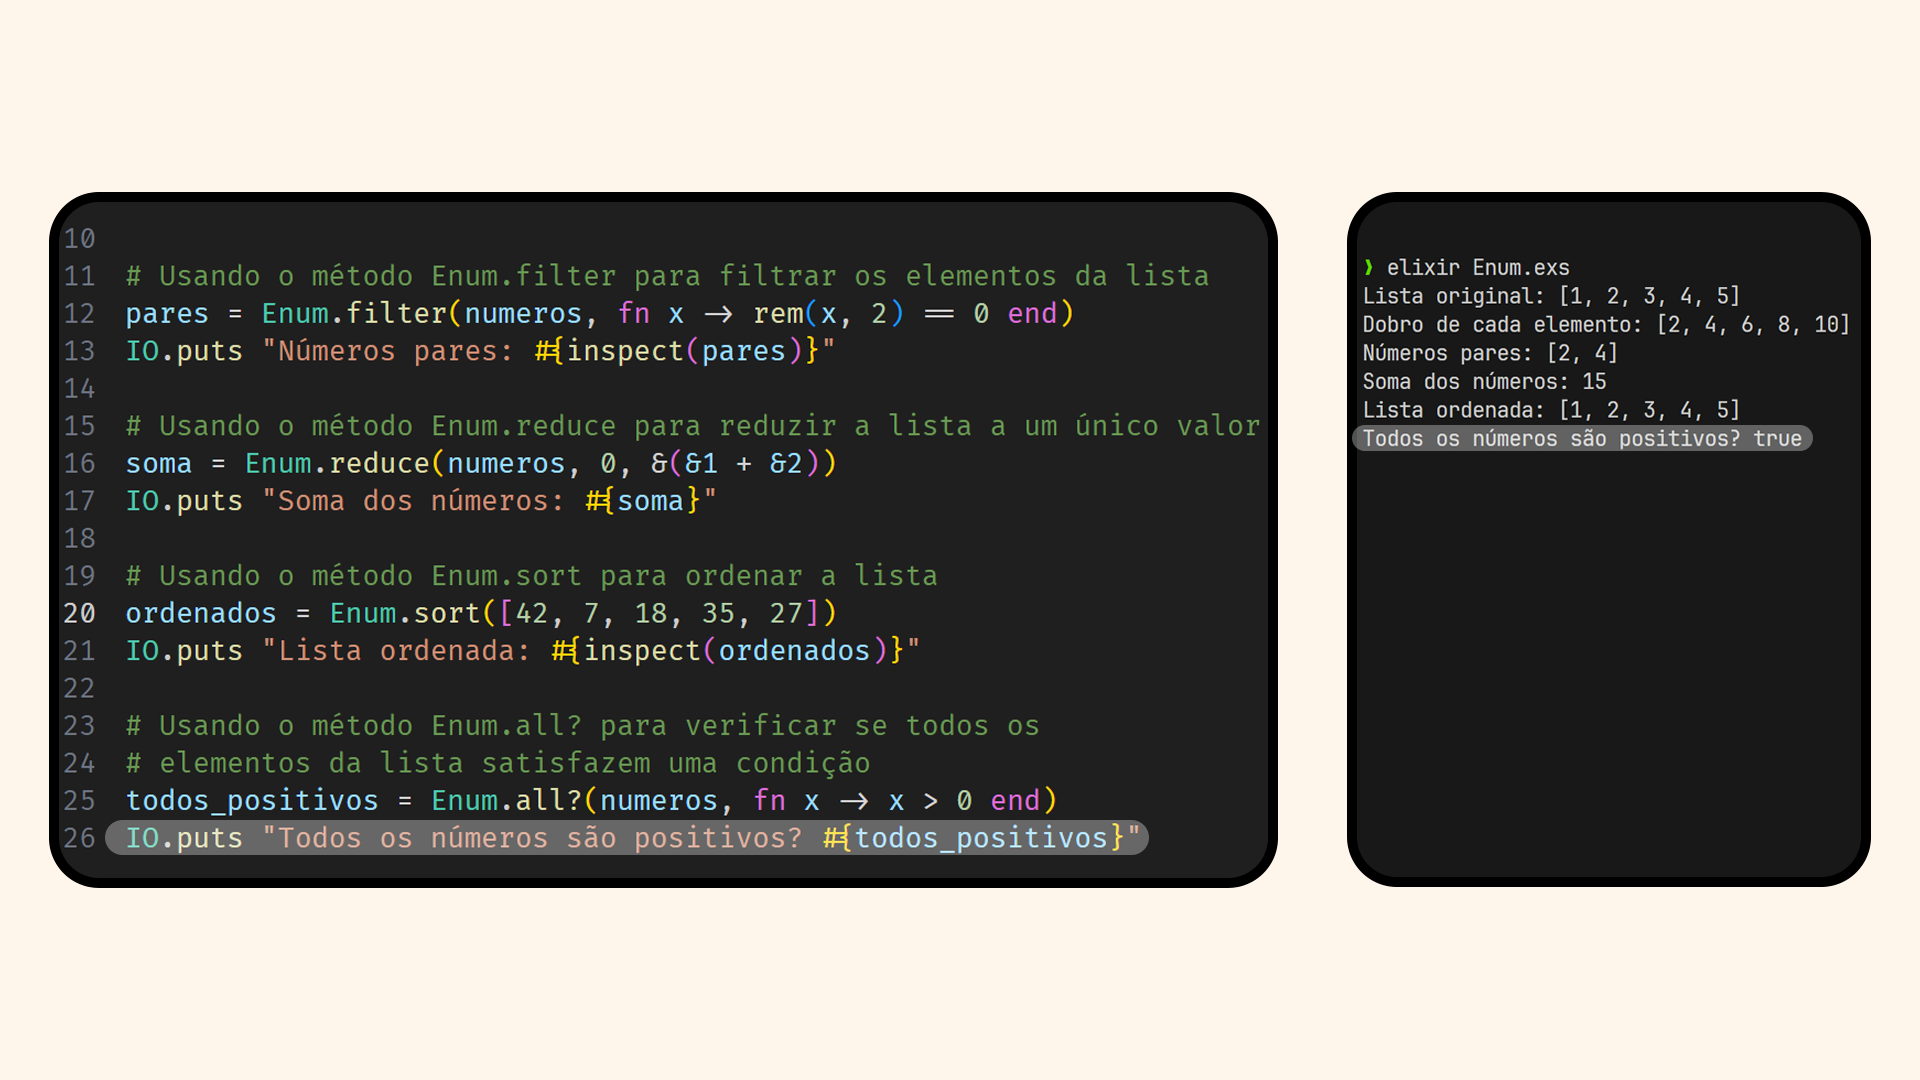 10
11 # Usando o método Enum.filter para filtrar os elementos da lista
12 pares = Enum.filter(numeros, fn x -> rem(x, 2) == 0 end)
13 IO.puts "Números pares: #{inspect(pares)}"
14
15 # Usando o método Enum.reduce para reduzir a lista a um único valor
16 soma = Enum.reduce(numeros, 0, &(&1 + &2))
17 IO.puts "Soma dos números: #{soma}"
18
19 # Usando o método Enum.sort para ordenar a lista
20 ordenados = Enum.sort([42, 7, 18, 35, 27])
21 IO.puts "Lista ordenada: #{inspect(ordenados)}"
22
23 # Usando o método Enum.all? para verificar se todos os
24 # elementos da lista satisfazem uma condição
25 todos_positivos = Enum.all?(numeros, fn x -> x > 0 end)
26 IO.puts "Todos os números são positivos? #{todos_positivos}"
❯ elixir Enum.exs
Lista original: [1, 2, 3, 4, 5]
Dobro de cada elemento: [2, 4, 6, 8, 10]
Números pares: [2, 4]
Soma dos números: 15
Lista ordenada: [1, 2, 3, 4, 5]
Todos os números são positivos? true